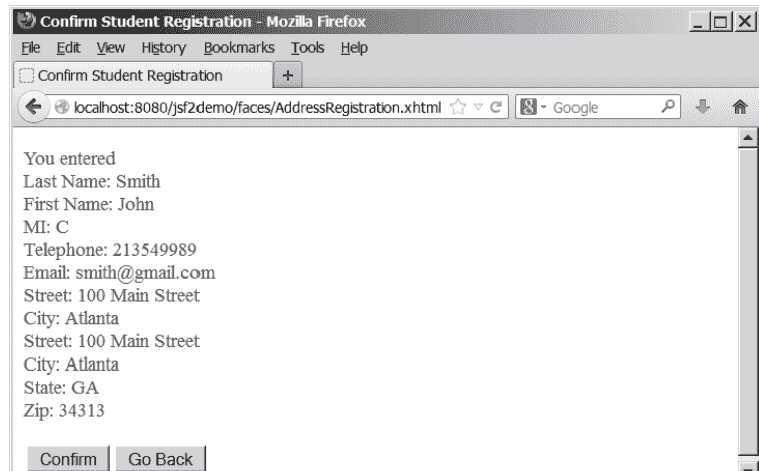 Confirm Student Registration - Mozilla Firefox
File Edit View History Bookmarks Tools Help
Confirm Student Registration +
localhost:8080/jsf2demo/faces/AddressRegistration.xhtml Google
You entered
Last Name: Smith
First Name: John
MI: C
Telephone: 213549989
Email: smith@gmail.com
Street: 100 Main Street
City: Atlanta
Street: 100 Main Street
City: Atlanta
State: GA
Zip: 34313
Confirm Go Back